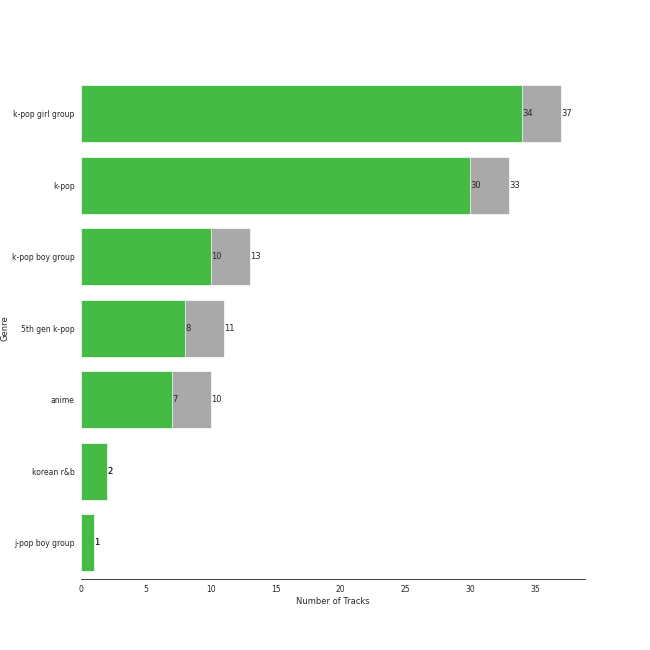 k-pop girl group 34 37
k-pop 30 33
k-pop boy group 10 13
5th gen k-pop 8 11
anime 7 10
korean r&b 2
j-pop boy group 1
0 5 10 15 20 25 30 35
Number of Tracks
Genre